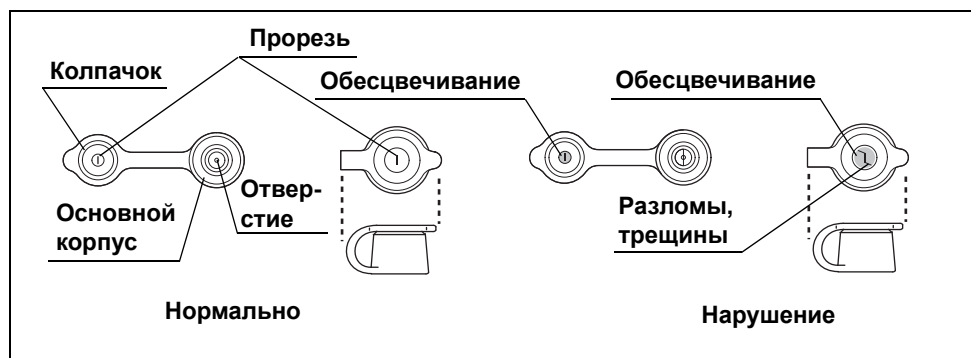 Прорезь
Колпачок
Обесцвечивание
Обесцвечивание
Отвер-
стие
Основной
корпус
Разломы,
трещины
Нормально
Нарушение